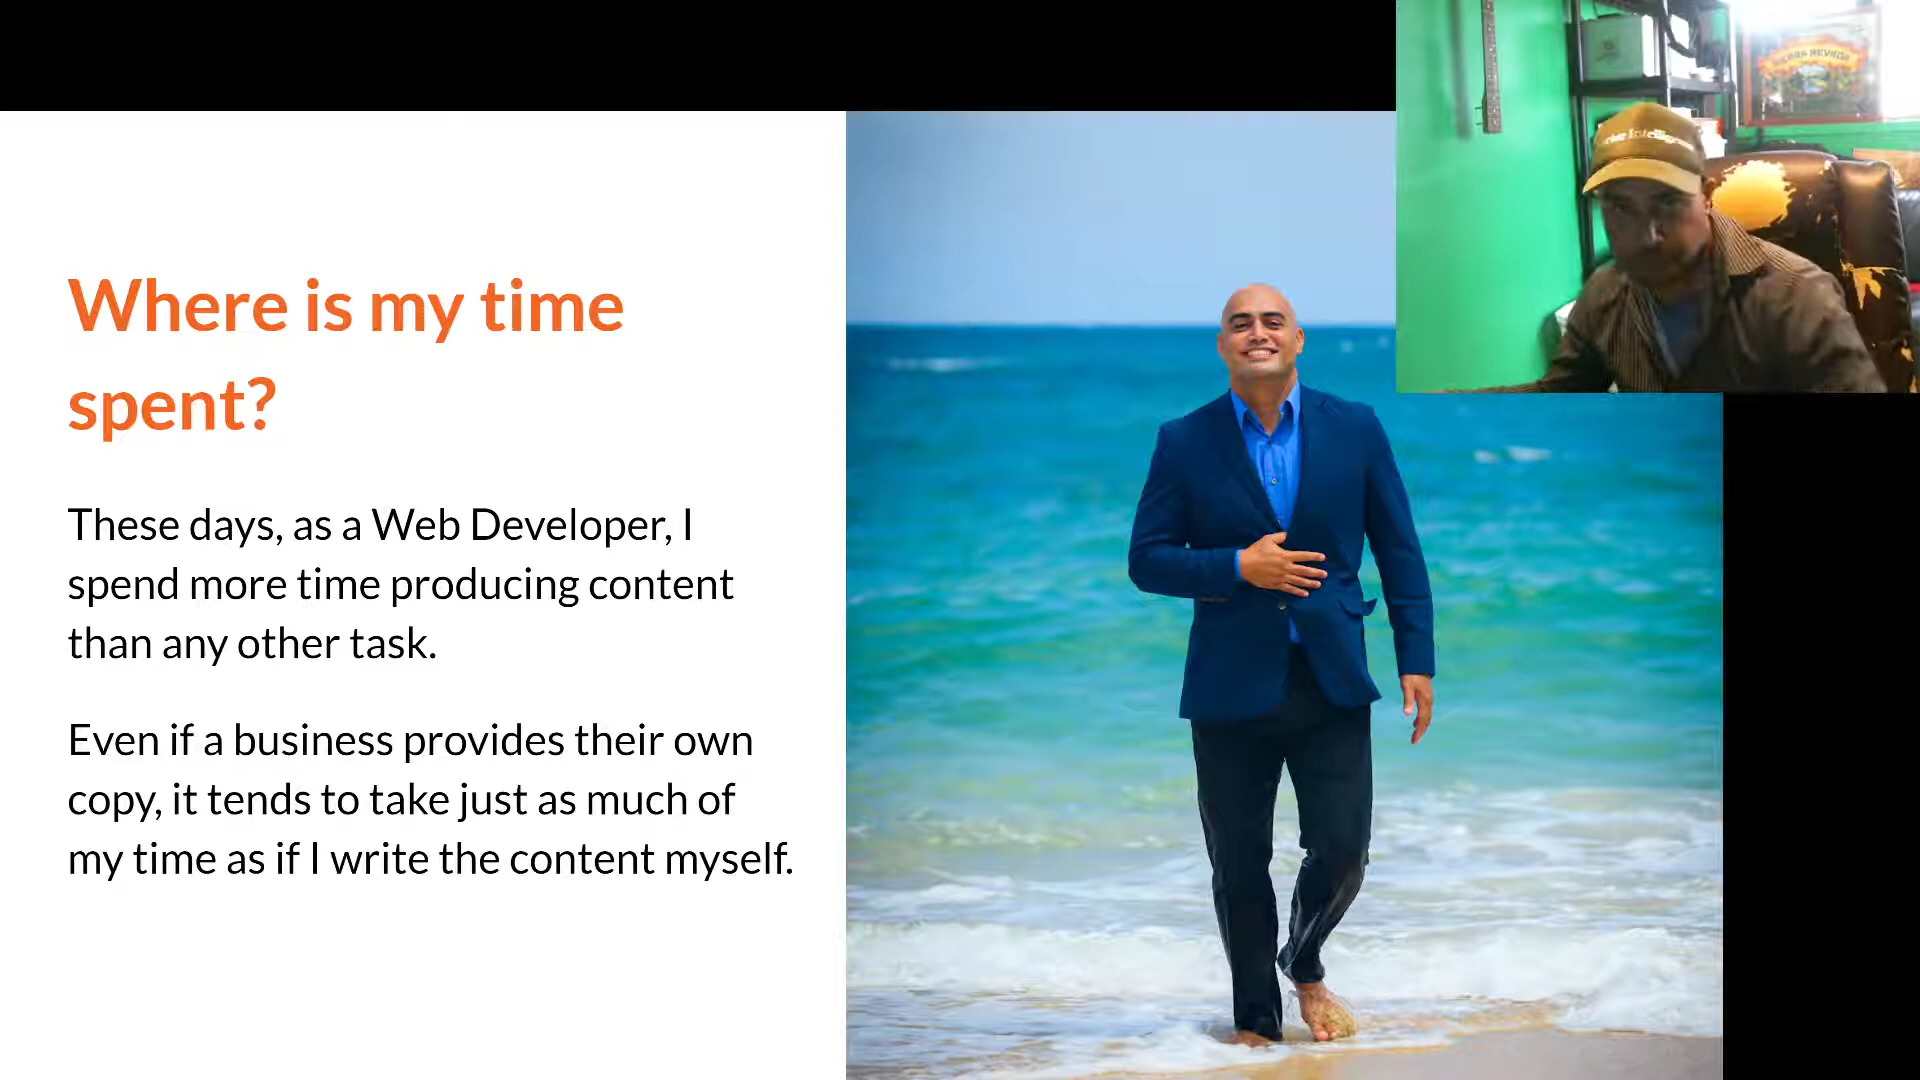 SIERRA NEVADA
Where is my time
spent?
These days, as a Web Developer, I
spend more time producing content
than any other task.
Even if a business provides their own
copy, it tends to take just as much of
my time as if I write the content myself.